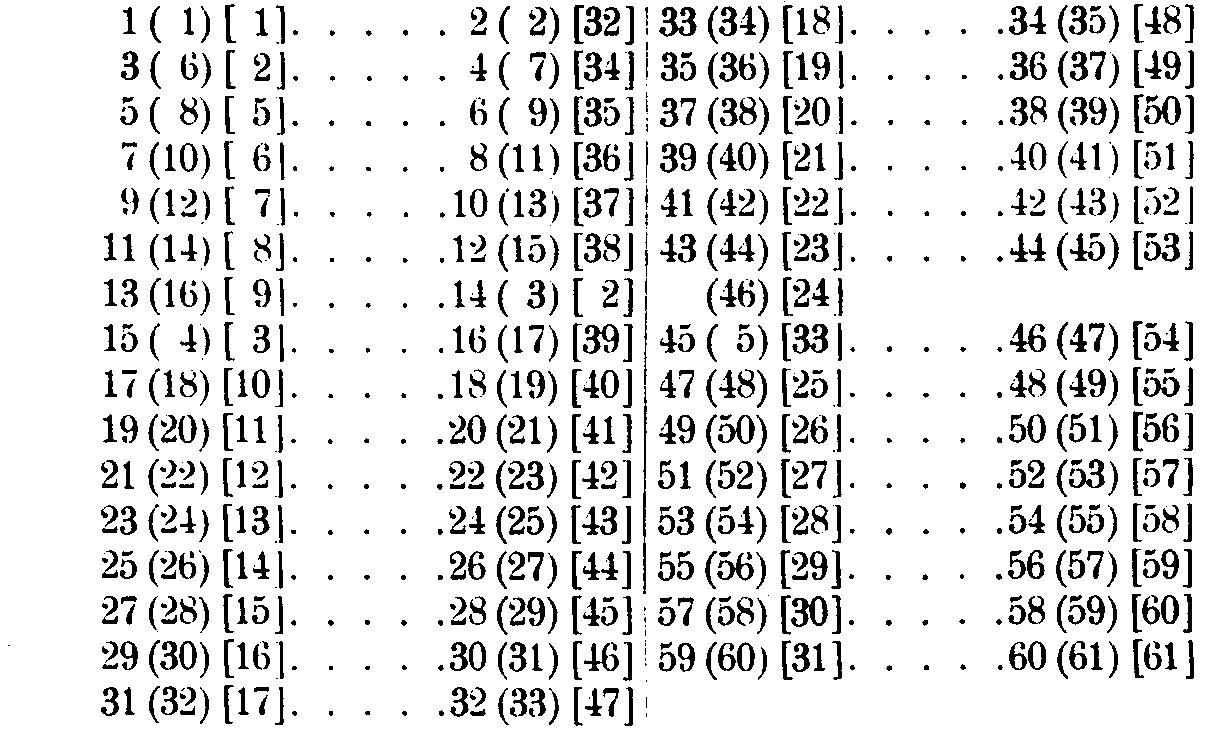 1 ( 1) [ 1]. . . . . . 2 ( 2) [32] 33 (34) [18]. . . . . .34 (35) [48]
3 ( 6) [ 2]. . . . . . 4 ( 7) [34] 35 (36) [19]. . . . . .36 (37) [49]
5 ( 8) [ 5]. . . . . . 6 ( 9) [35] 37 (38) [20]. . . . . .38 (39) [50]
7 (10) [ 6]. . . . . . 8 (11) [36] 39 (40) [21]. . . . . .40 (41) [51]
9 (12) [ 7]. . . . . .10 (13) [37] 41 (42) [22]. . . . . .42 (43) [52]
11 (14) [ 8]. . . . . .12 (15) [38] 43 (44) [23]. . . . . .44 (45) [53]
13 (16) [ 9]. . . . . .14 ( 3) [ 2] (46) [24]
15 ( 4) [ 3]. . . . . .16 (17) [39] 45 ( 5) [33]. . . . . .46 (47) [54]
17 (18) [10]. . . . . .18 (19) [40] 47 (48) [25]. . . . . .48 (49) [55]
19 (20) [11]. . . . . .20 (21) [41] 49 (50) [26]. . . . . .50 (51) [56]
21 (22) [12]. . . . . .22 (23) [42] 51 (52) [27]. . . . . .52 (53) [57]
23 (24) [13]. . . . . .24 (25) [43] 53 (54) [28]. . . . . .54 (55) [58]
25 (26) [14]. . . . . .26 (27) [44] 55 (56) [29]. . . . . .56 (57) [59]
27 (28) [15]. . . . . .28 (29) [45] 57 (58) [30]. . . . . .58 (59) [60]
29 (30) [16]. . . . . .30 (31) [46] 59 (60) [31]. . . . . .60 (61) [61]
31 (32) [17]. . . . . .32 (33) [47]